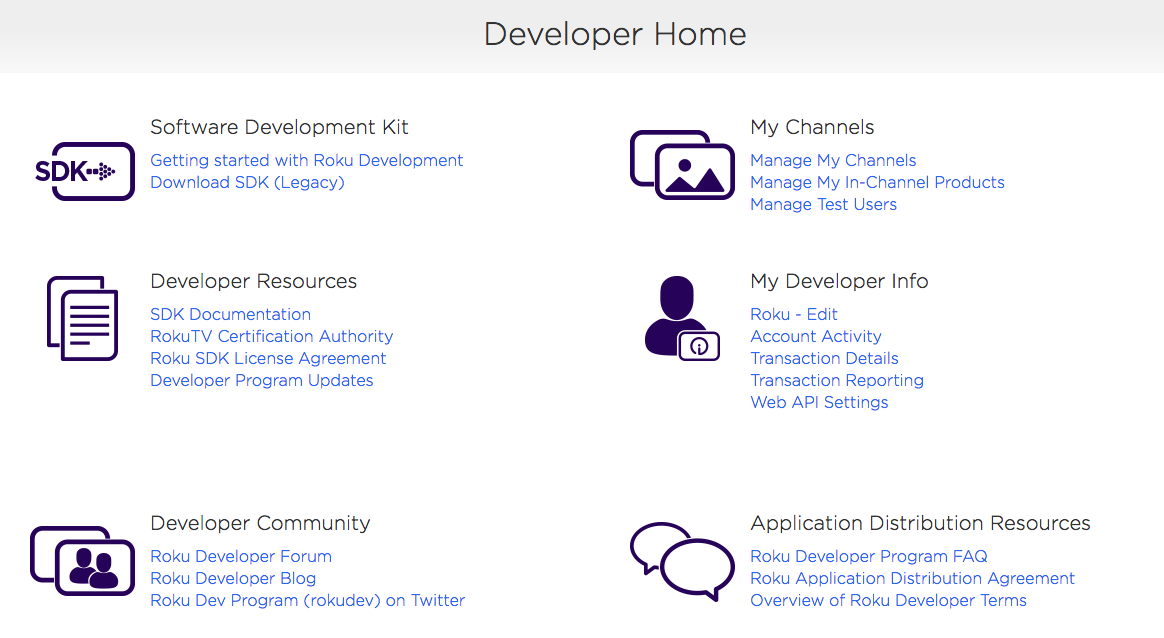 Developer Home
Software Development Kit
SDK
Getting started with Roku Development
Download SDK (Legacy)
My Channels
Manage My Channels
Manage My In-Channel Products
Manage Test Users
Developer Resources
SDK Documentation
RokuTV Certification Authority
Roku SDK License Agreement
Developer Program Updates
My Developer Info
Roku - Edit
Account Activity
Transaction Details
Transaction Reporting
Web API Settings
Developer Community
Roku Developer Forum
Roku Developer Blog
Roku Dev Program (rokudev) on Twitter
Application Distribution Resources
Roku Developer Program FAQ
Roku Application Distribution Agreement
Overview of Roku Developer Terms